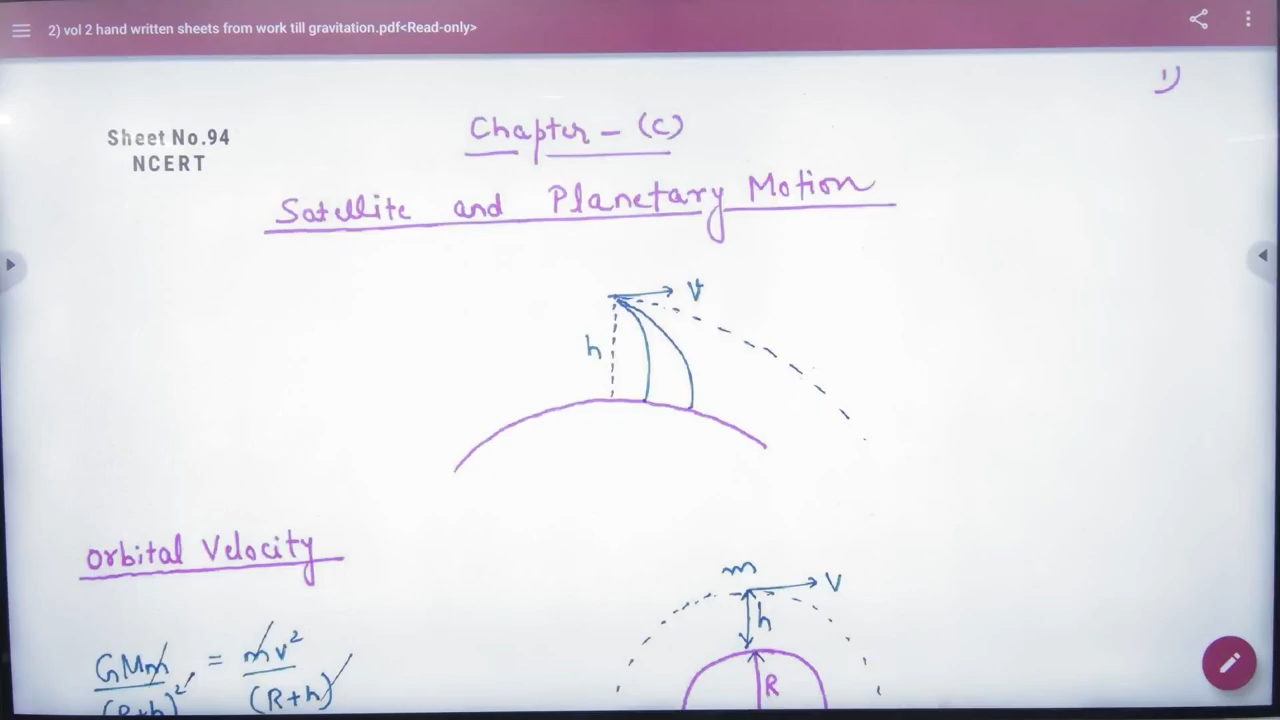 2) vol 2 hand written sheets from work till gravitation.pdf<Read-only>
1)
Sheet No.94
NCERT
Chapter - (C)
Satellite and Planetary Motion
v
h
Orbital Velocity
m
v
h
GMm/(R+h)² = mv²/(R+h)
R